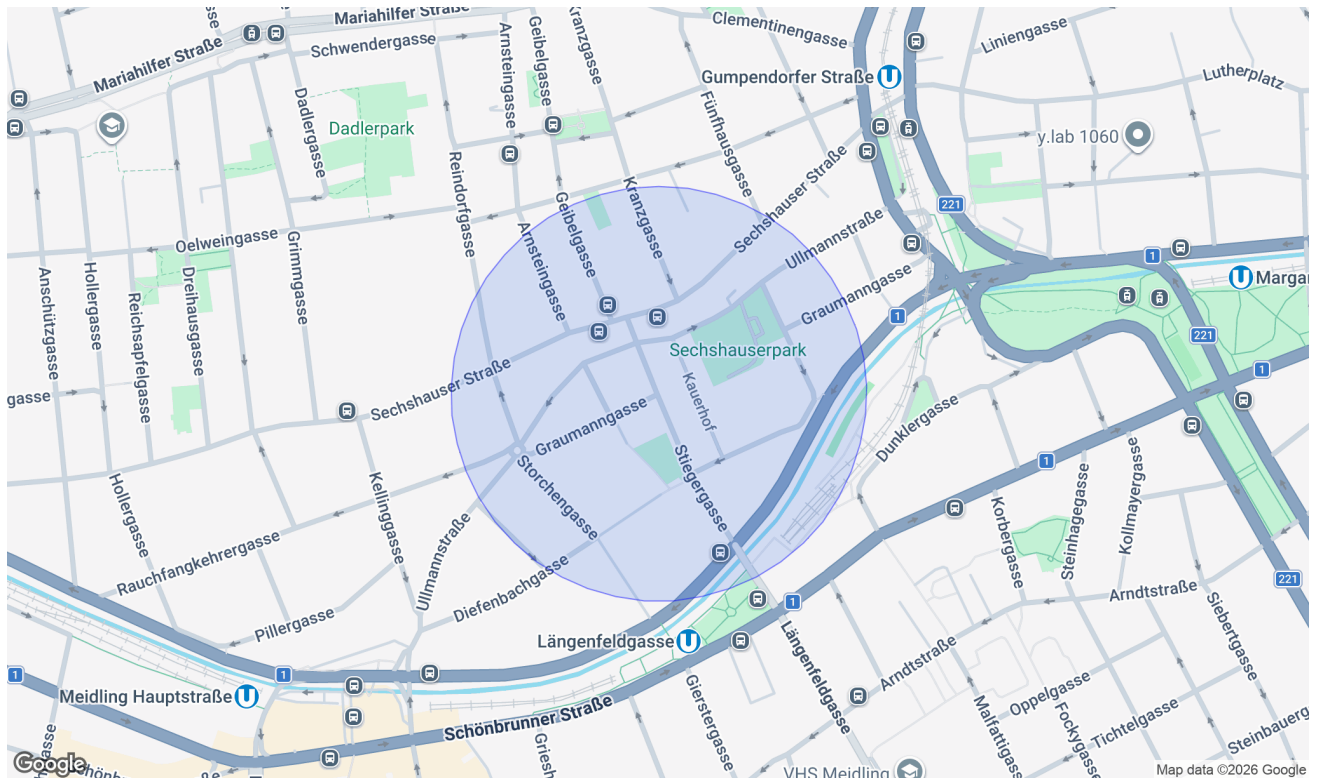 Mariahilfer Straße
Mariahilfer Straße
Schwendergasse
Clementinengasse
Liniengasse
Lutherplatz
Gumpendorfer Straße
y.lab 1060
Arnsteingasse
Geibelgasse
Kranzgasse
Fünfhausgasse
Dadlergasse
Dadlerpark
Reindorfgasse
Sechshauser Straße
221
Oelweingasse
Grimmgasse
Arnsteingasse
Geibelgasse
Kranzgasse
Ullmannstraße
1
Margar
Anschützgasse
Hollergasse
Reichsapfelgasse
Dreihausgasse
Graumanngasse
1
221
Sechshauserpark
1
gasse
Sechshauser Straße
Kauerhof
Graumanngasse
Dunklergasse
1
Storchengasse
Stiegergasse
Hollergasse
Kellinggasse
Korbergasse
Steinhagegasse
Kollmayergasse
Rauchfangkehrergasse
Ullmannstraße
Diefenbachgasse
221
Arndtstraße
Siebertgasse
Pillergasse
1
Längenfeldgasse
Längenfeldgasse
Arndtstraße
1
1
Meidling Hauptstraße
Gierstergasse
Malfattigasse
Oppelgasse
Fockygasse
Tichtelgasse
Steinbauerg
Schönbrunner Straße
Griesh
VHS Meidling
Google
Map data ©2026 Google